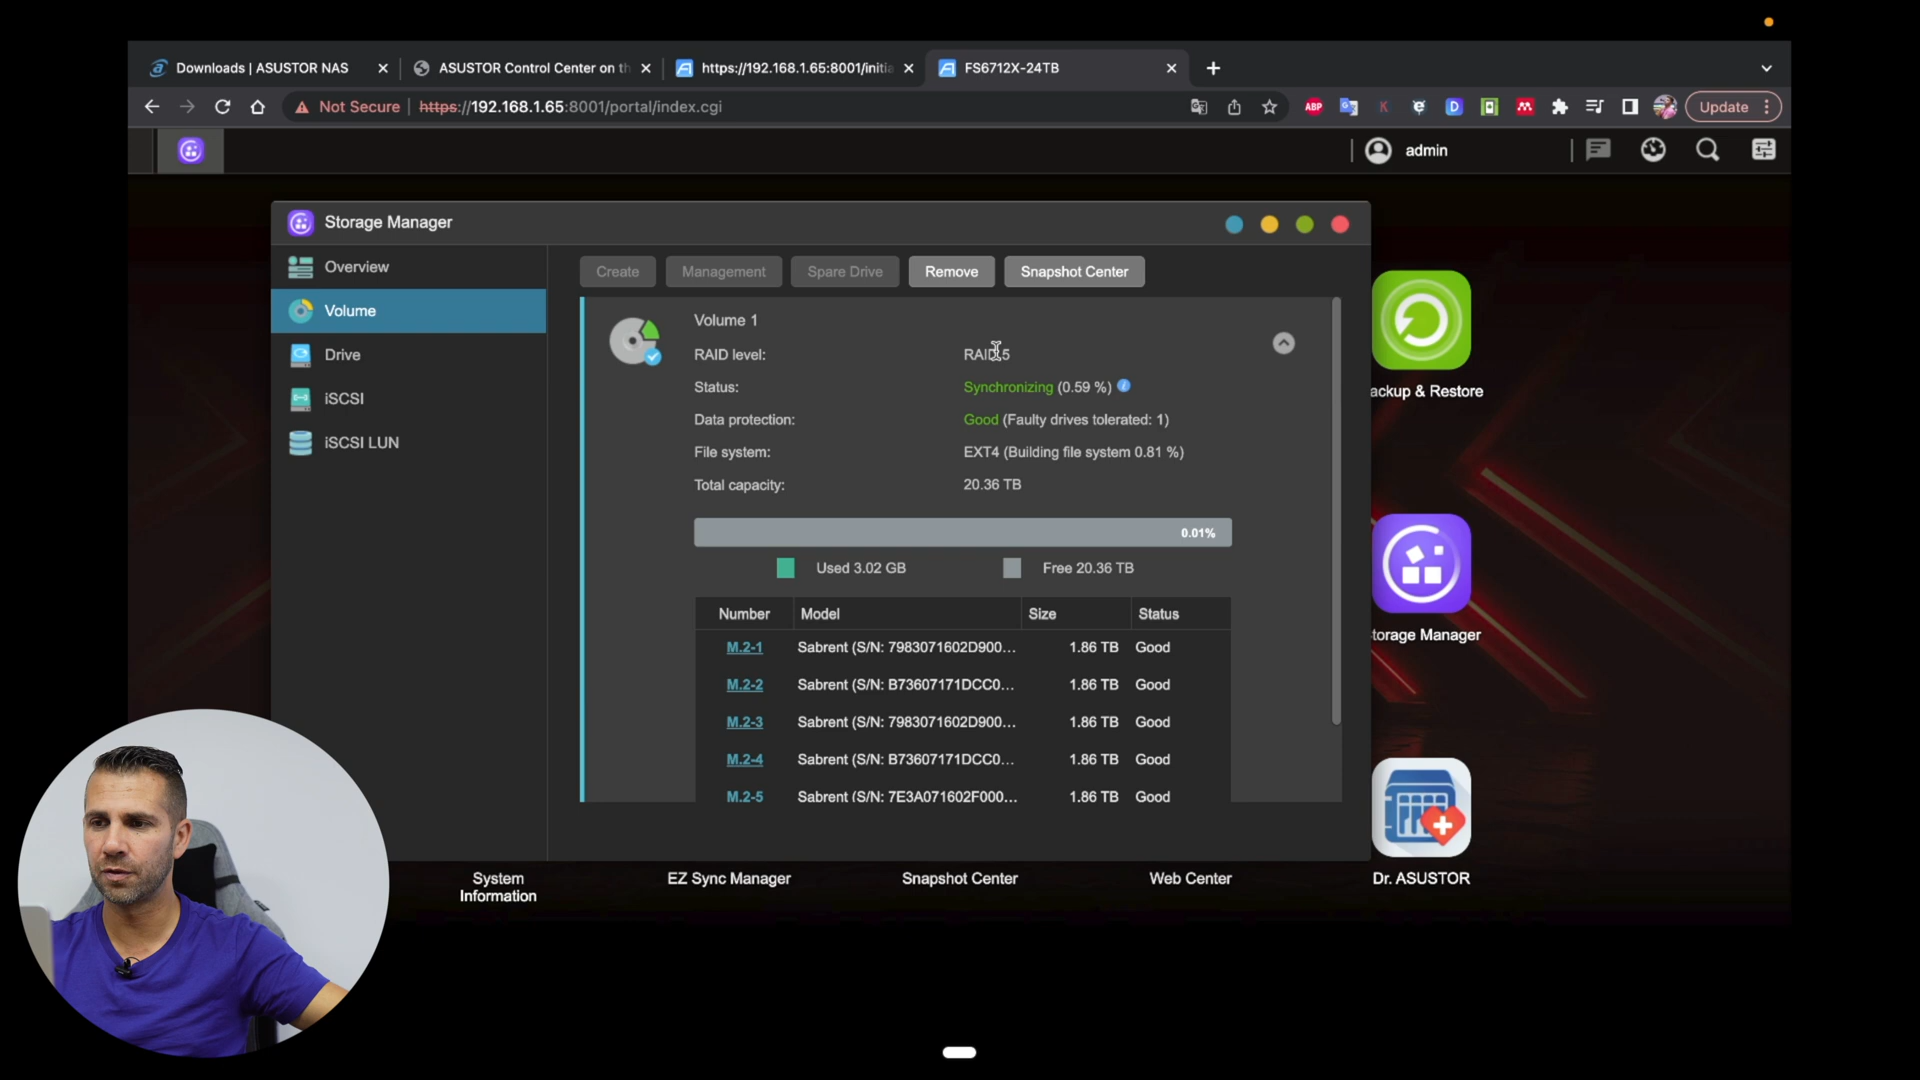 Downloads | ASUSTOR NAS
ASUSTOR Control Center on th
https://192.168.1.65:8001/initia
FS6712X-24TB
Not Secure | https://192.168.1.65:8001/portal/index.cgi
ABP
K
D
Update
admin
Storage Manager
Overview
Volume
Drive
iSCSI
iSCSI LUN
Create
Management
Spare Drive
Remove
Snapshot Center
Volume 1
RAID level: RAID 5
Status: Synchronizing (0.59 %)
Data protection: Good (Faulty drives tolerated: 1)
File system: EXT4 (Building file system 0.81 %)
Total capacity: 20.36 TB
0.01%
Used 3.02 GB
Free 20.36 TB
Number Model Size Status
M.2-1 Sabrent (S/N: 7983071602D900... 1.86 TB Good
M.2-2 Sabrent (S/N: B73607171DCC0... 1.86 TB Good
M.2-3 Sabrent (S/N: 7983071602D900... 1.86 TB Good
M.2-4 Sabrent (S/N: B73607171DCC0... 1.86 TB Good
M.2-5 Sabrent (S/N: 7E3A071602F000... 1.86 TB Good
ackup & Restore
torage Manager
System
Information
EZ Sync Manager
Snapshot Center
Web Center
Dr. ASUSTOR